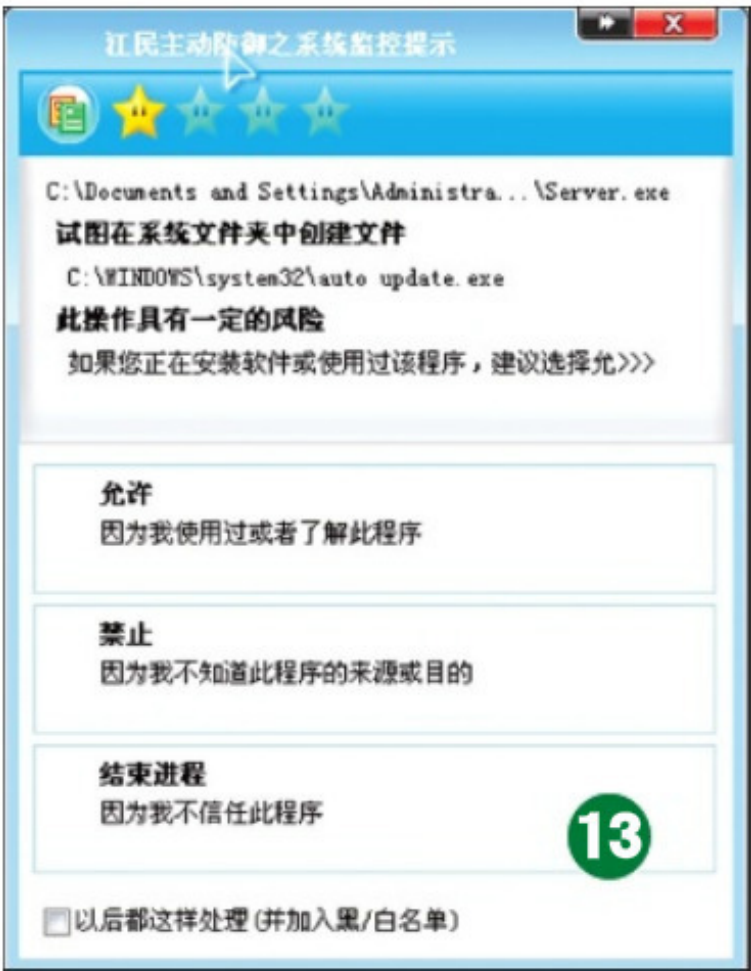 江民主动防御之系统监控提示
C:\Documents and Settings\Administra...\Server.exe
试图在系统文件夹中创建文件
C:\WINDOWS\system32\auto update.exe
此操作具有一定的风险
如果您正在安装软件或使用过该程序，建议选择允>>>
允许
因为我使用过或者了解此程序
禁止
因为我不知道此程序的来源或目的
结束进程
因为我不信任此程序
13
以后都这样处理(并加入黑/白名单)